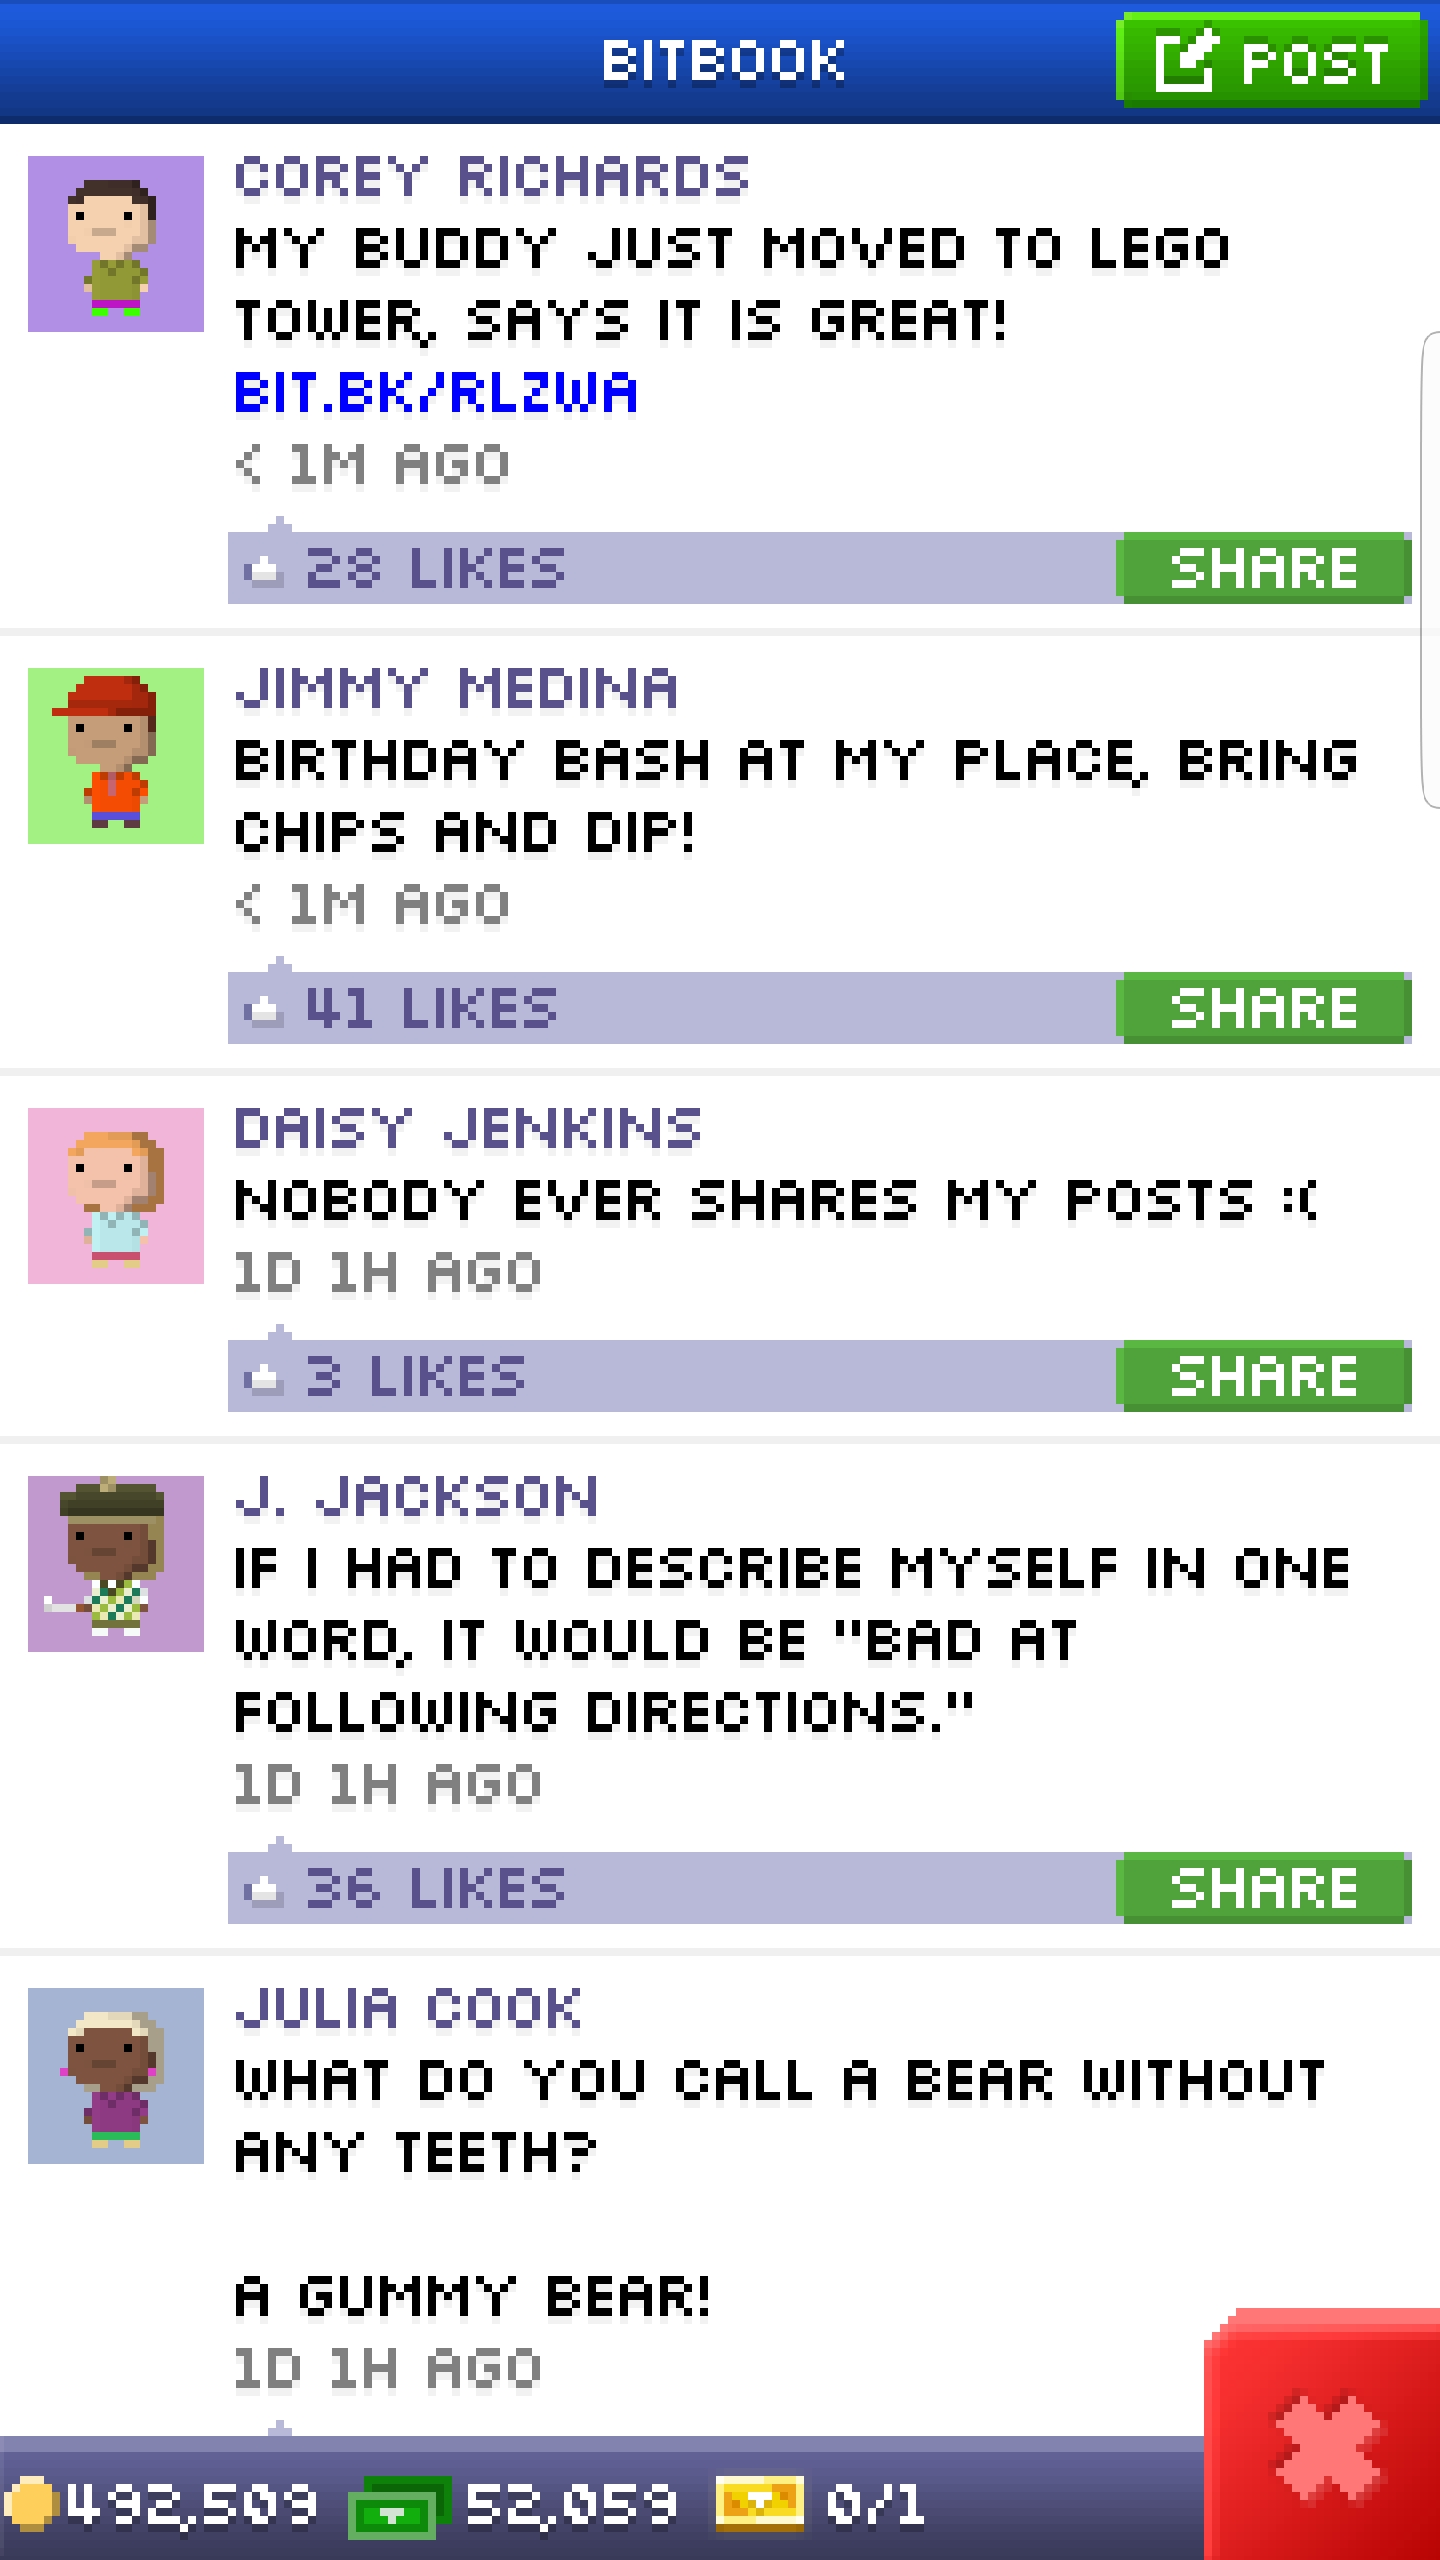 BITBOOK
POST
COREY RICHARDS
MY BUDDY JUST MOVED TO LEGO
TOWER, SAYS IT IS GREAT!
BIT.BK/RLZWA
< 1M AGO
28 LIKES
SHARE
JIMMY MEDINA
BIRTHDAY BASH AT MY PLACE, BRING
CHIPS AND DIP!
< 1M AGO
41 LIKES
SHARE
DAISY JENKINS
NOBODY EVER SHARES MY POSTS :(
1D 1H AGO
3 LIKES
SHARE
J. JACKSON
IF I HAD TO DESCRIBE MYSELF IN ONE
WORD, IT WOULD BE "BAD AT
FOLLOWING DIRECTIONS."
1D 1H AGO
36 LIKES
SHARE
JULIA COOK
WHAT DO YOU CALL A BEAR WITHOUT
ANY TEETH?
A GUMMY BEAR!
1D 1H AGO
492,509
52,059
0/1